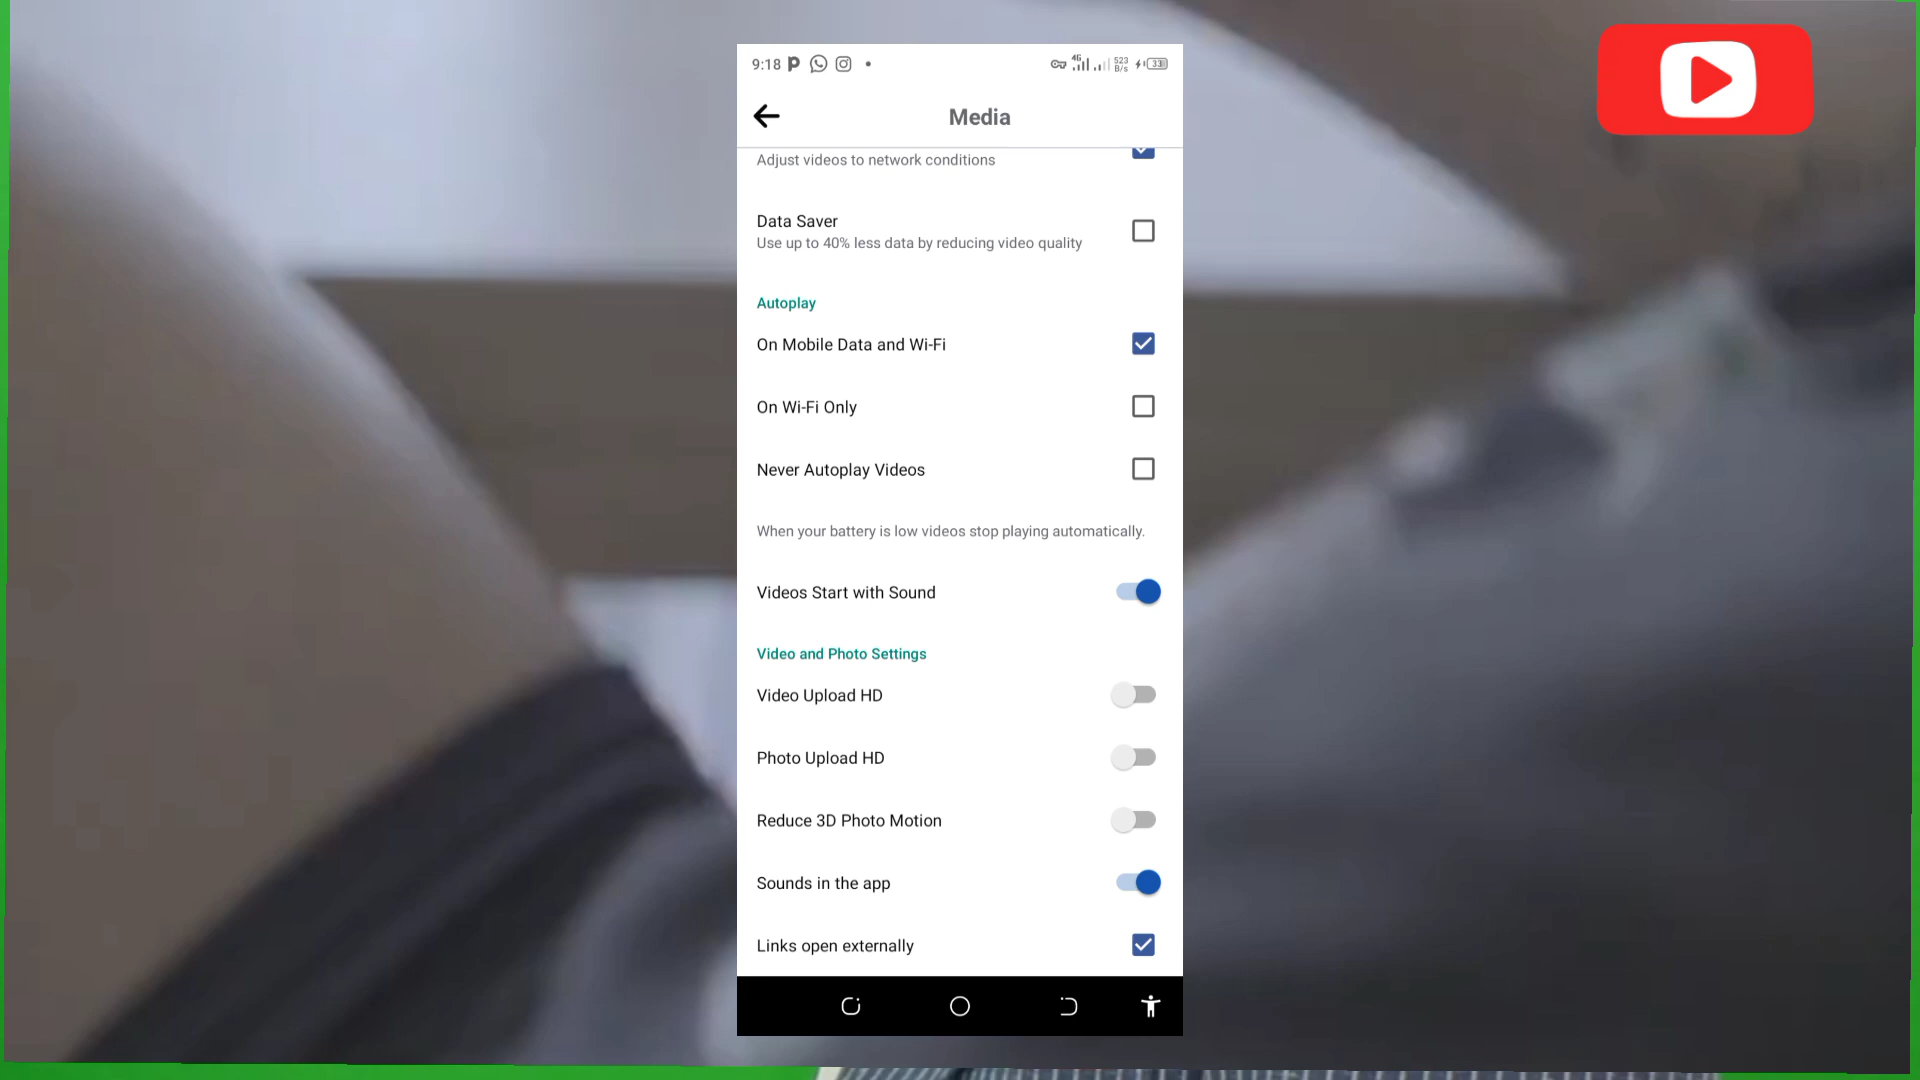 9:18
4G 523 B/s 33
Media
Adjust videos to network conditions
Data Saver
Use up to 40% less data by reducing video quality
Autoplay
On Mobile Data and Wi-Fi
On Wi-Fi Only
Never Autoplay Videos
When your battery is low videos stop playing automatically.
Videos Start with Sound
Video and Photo Settings
Video Upload HD
Photo Upload HD
Reduce 3D Photo Motion
Sounds in the app
Links open externally